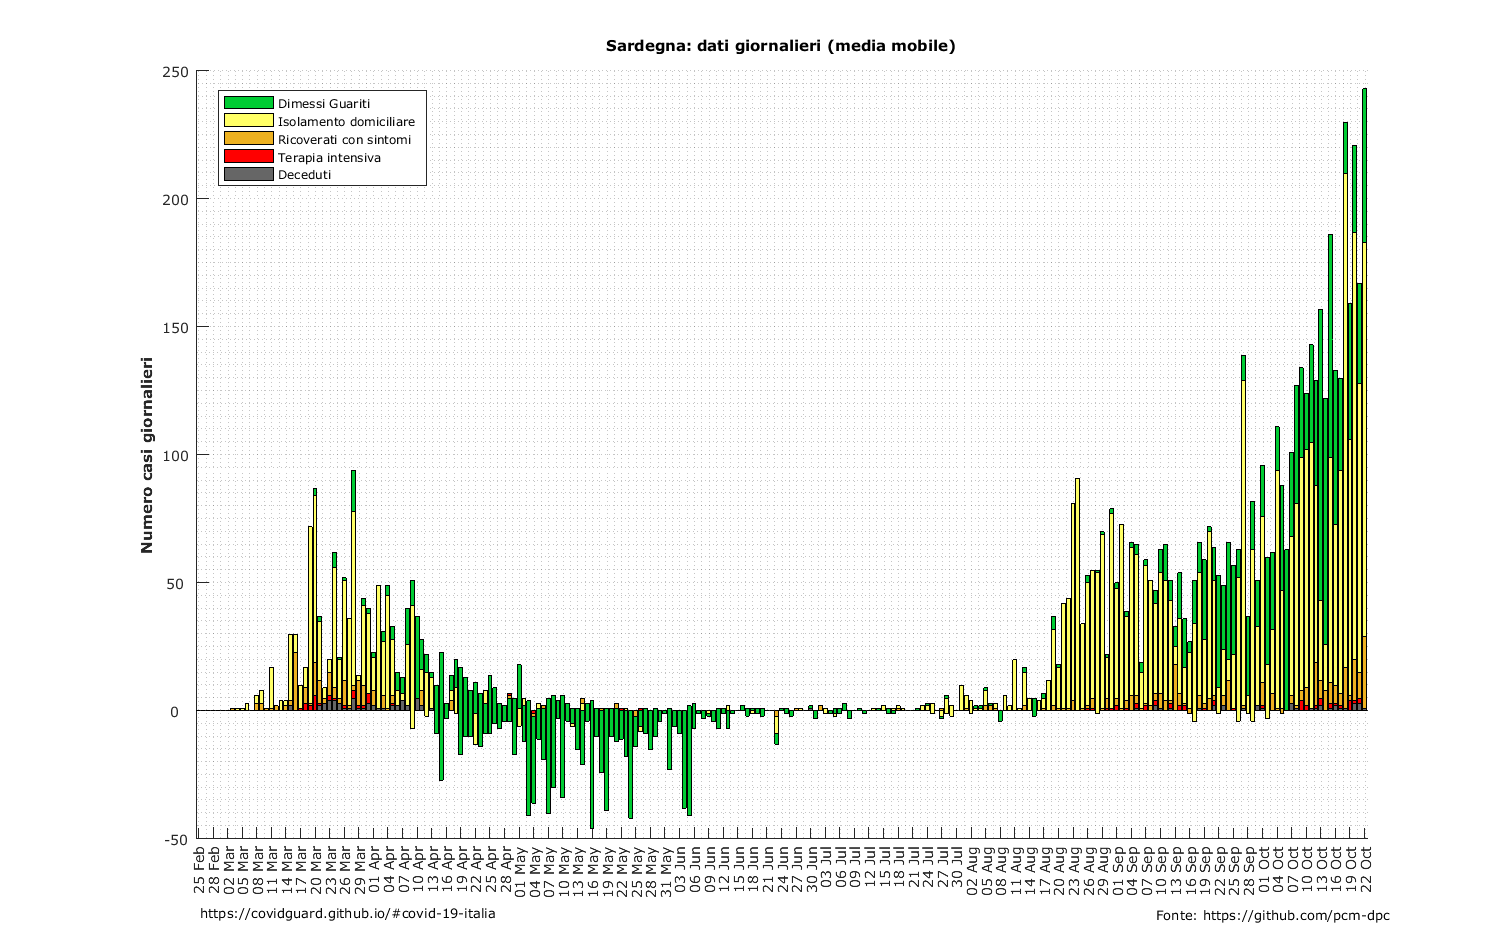 Sardegna: dati giornalieri (media mobile)
250
200
150
100
50
0
-50
Numero casi giornalieri
Dimessi Guariti
Isolamento domiciliare
Ricoverati con sintomi
Terapia intensiva
Deceduti
25 Feb
28 Feb
02 Mar
05 Mar
08 Mar
11 Mar
14 Mar
17 Mar
20 Mar
23 Mar
26 Mar
29 Mar
01 Apr
04 Apr
07 Apr
10 Apr
13 Apr
16 Apr
19 Apr
22 Apr
25 Apr
28 Apr
01 May
04 May
07 May
10 May
13 May
16 May
19 May
22 May
25 May
28 May
31 May
03 Jun
06 Jun
09 Jun
12 Jun
15 Jun
18 Jun
21 Jun
24 Jun
27 Jun
30 Jun
03 Jul
06 Jul
09 Jul
12 Jul
15 Jul
18 Jul
21 Jul
24 Jul
27 Jul
30 Jul
02 Aug
05 Aug
08 Aug
11 Aug
14 Aug
17 Aug
20 Aug
23 Aug
26 Aug
29 Aug
01 Sep
04 Sep
07 Sep
10 Sep
13 Sep
16 Sep
19 Sep
22 Sep
25 Sep
28 Sep
01 Oct
04 Oct
07 Oct
10 Oct
13 Oct
16 Oct
19 Oct
22 Oct
https://covidguard.github.io/#covid-19-italia
Fonte: https://github.com/pcm-dpc